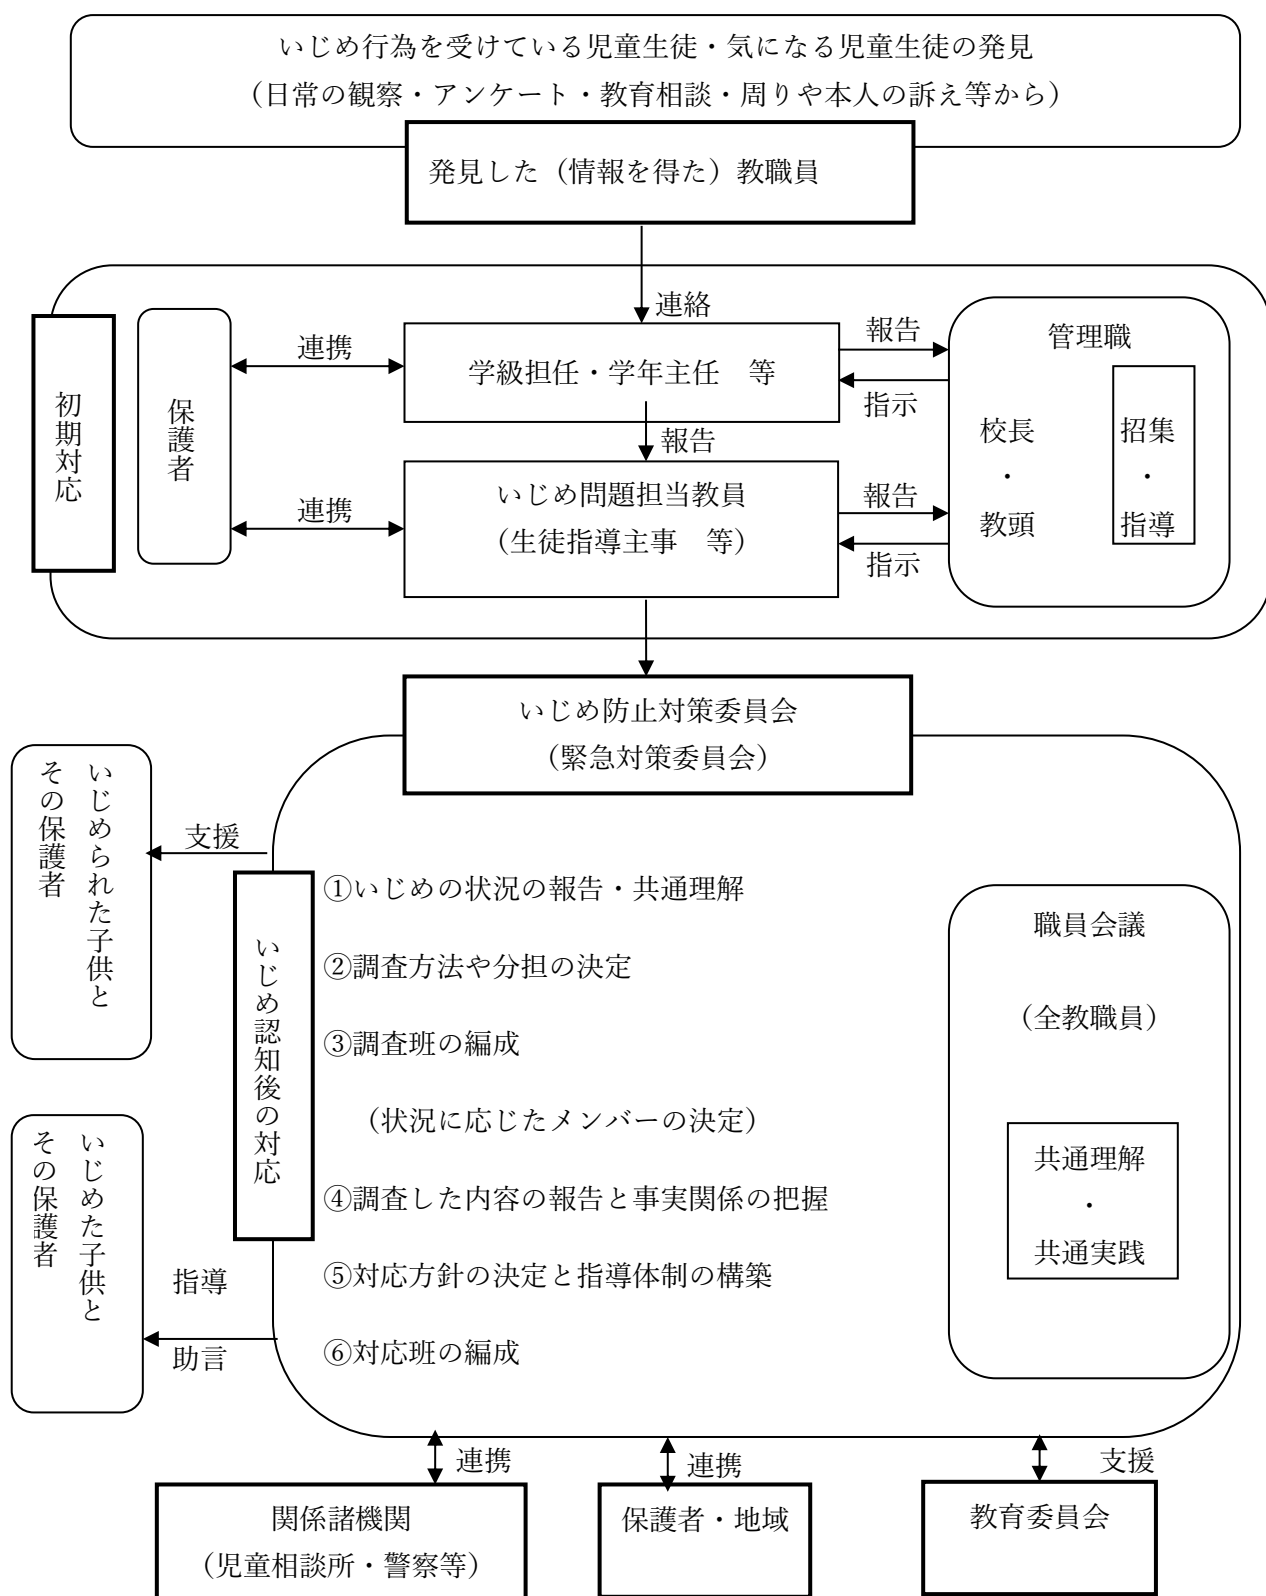 いじめ行為を受けている児童生徒・気になる児童生徒の発見
（日常の観察・アンケート・教育相談・周りや本人の訴え等から）
発見した（情報を得た）教職員
連絡
初期対応
保護者
連携
学級担任・学年主任　等
報告
指示
管理職
校長
・
教頭
招集
・
指導
報告
連携
いじめ問題担当教員
（生徒指導主事　等）
報告
指示
いじめ防止対策委員会
（緊急対策委員会）
いじめられた子供と
その保護者
支援
いじめ認知後の対応
①いじめの状況の報告・共通理解
②調査方法や分担の決定
③調査班の編成
（状況に応じたメンバーの決定）
④調査した内容の報告と事実関係の把握
⑤対応方針の決定と指導体制の構築
⑥対応班の編成
職員会議
（全教職員）
共通理解
・
共通実践
いじめた子供と
その保護者
指導
助言
連携
連携
支援
関係諸機関
（児童相談所・警察等）
保護者・地域
教育委員会